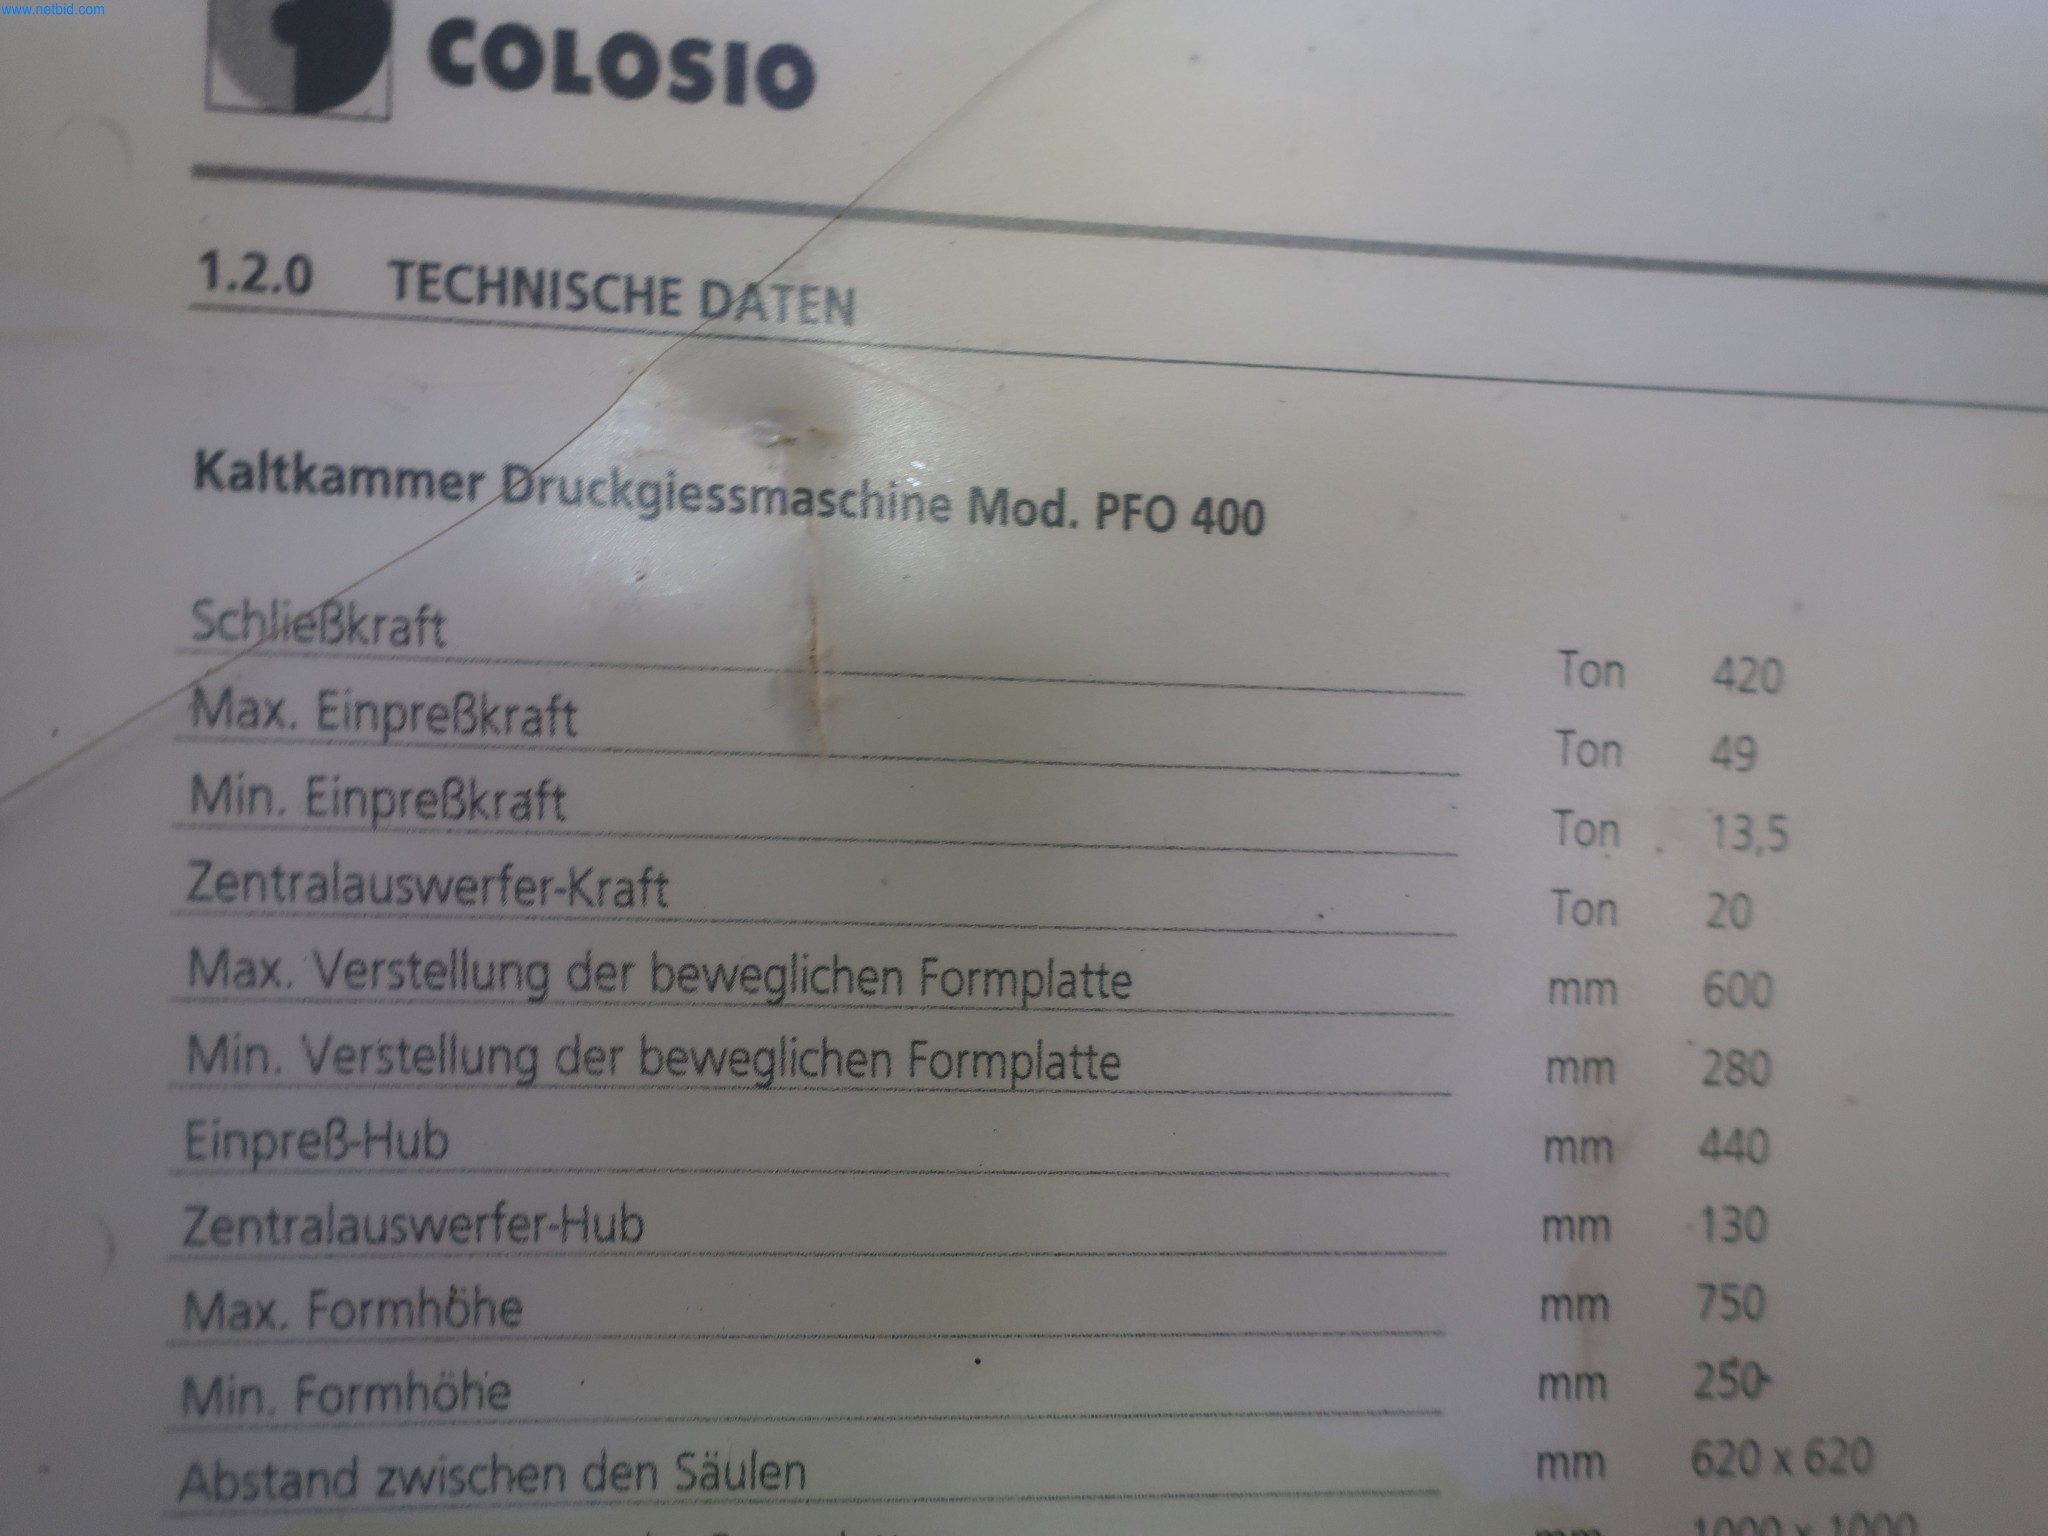 www.netbid.com
COLOSIO
1.2.0 TECHNISCHE DATEN
Kaltkammer Druckgiessmaschine Mod. PFO 400
Schließkraft Ton 420
Max. Einpreßkraft Ton 49
Min. Einpreßkraft Ton 13,5
Zentralauswerfer-Kraft Ton 20
Max. Verstellung der beweglichen Formplatte mm 600
Min. Verstellung der beweglichen Formplatte mm 280
Einpreß-Hub mm 440
Zentralauswerfer-Hub mm 130
Max. Formhöhe mm 750
Min. Formhöhe mm 250
Abstand zwischen den Säulen mm 620 x 620
mm 1000 x 1000